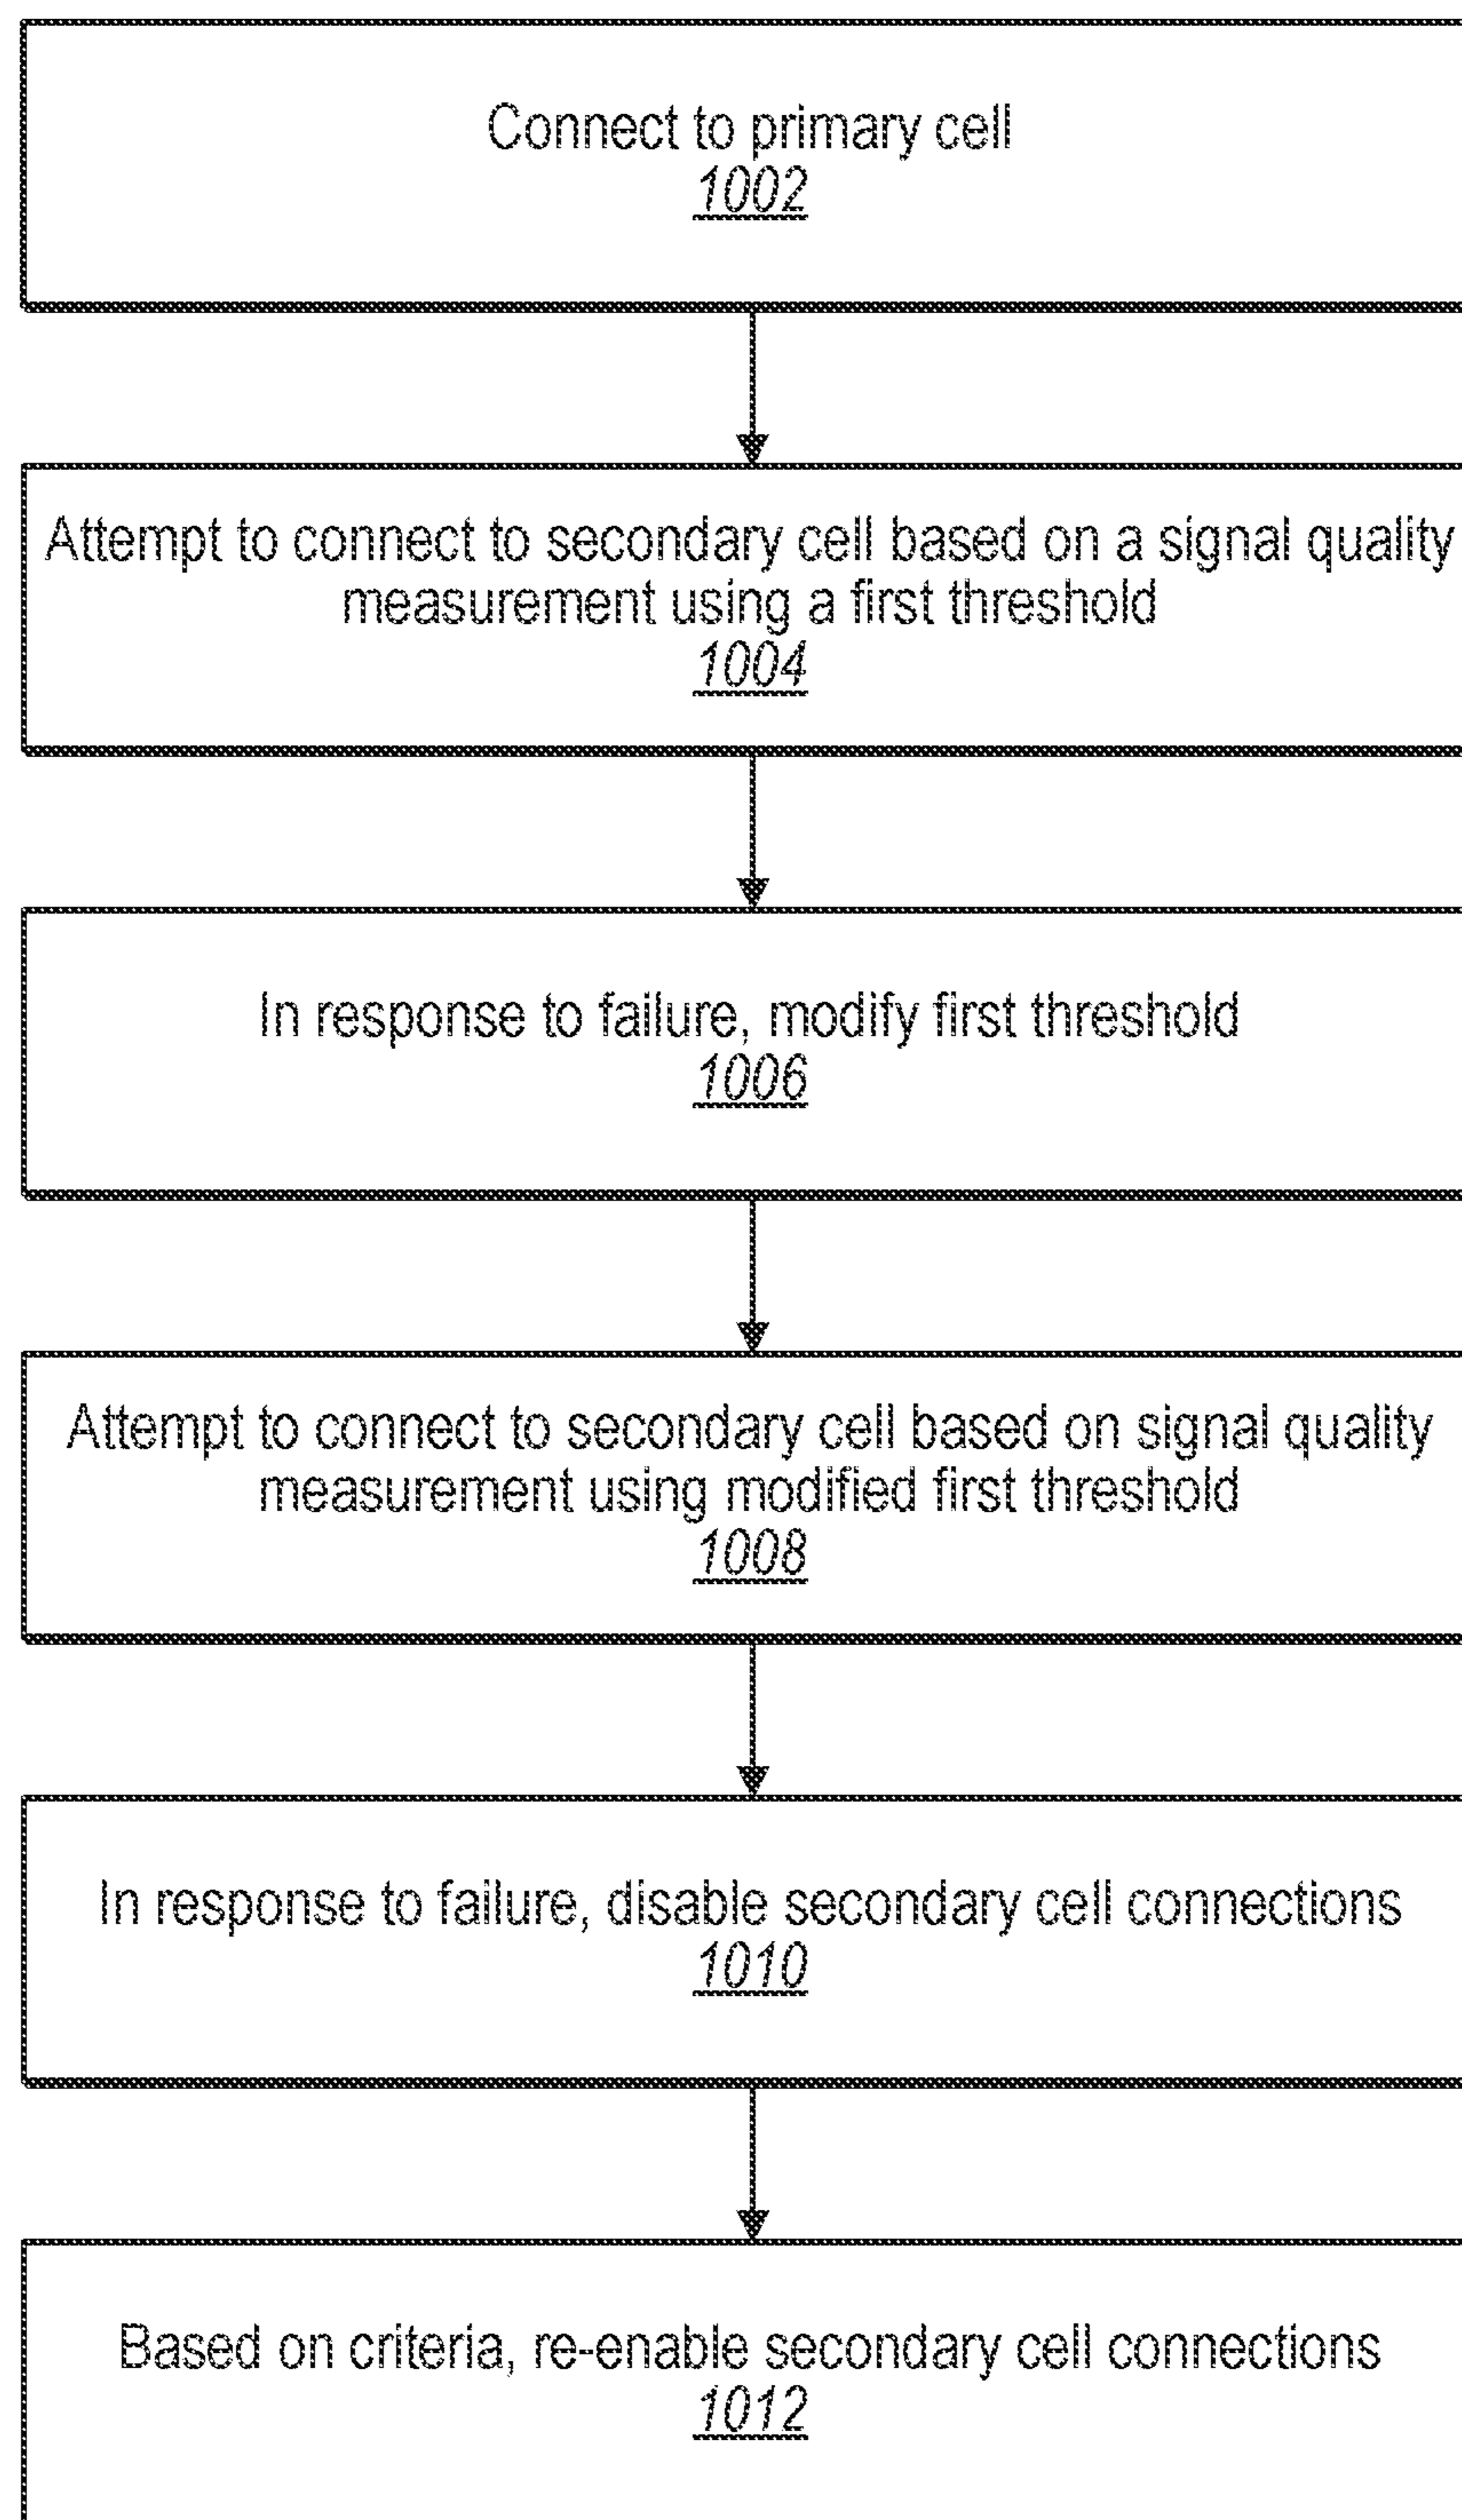 Connect to primary cell
1002
Attempt to connect to secondary cell based on a signal quality
measurement using a first threshold
1004
In response to failure, modify first threshold
1006
Attempt to connect to secondary cell based on signal quality
measurement using modified first threshold
1008
In response to failure, disable secondary cell connections
1010
Based on criteria, re-enable secondary cell connections
1012